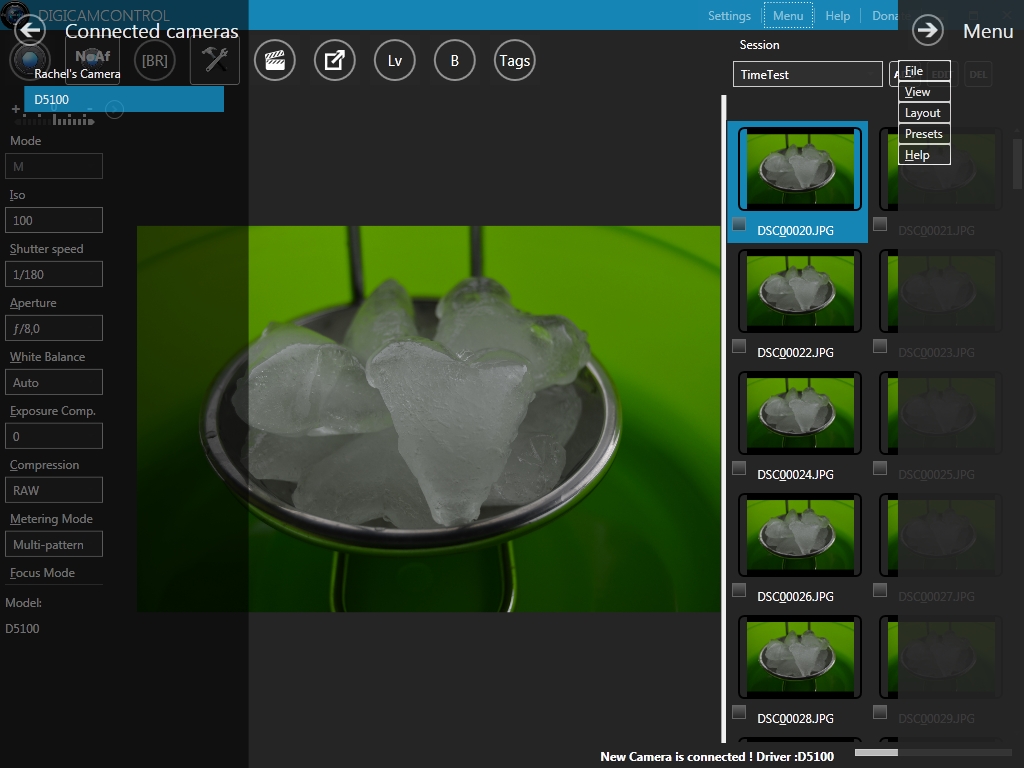 DIGICAMCONTROL
Settings Menu Help Dona
Connected cameras
Menu
NoAf
[BR]
Lv
B
Tags
Rachel's Camera
D5100
Session
TimeTest
EDIT
DEL
File
View
Layout
Presets
Help
Mode
M
Iso
100
Shutter speed
1/180
Aperture
ƒ/8,0
White Balance
Auto
Exposure Comp.
0
Compression
RAW
Metering Mode
Multi-pattern
Focus Mode
Model:
D5100
DSC00020.JPG
DSC00021.JPG
DSC00022.JPG
DSC00023.JPG
DSC00024.JPG
DSC00025.JPG
DSC00026.JPG
DSC00027.JPG
DSC00028.JPG
DSC00029.JPG
New Camera is connected ! Driver :D5100